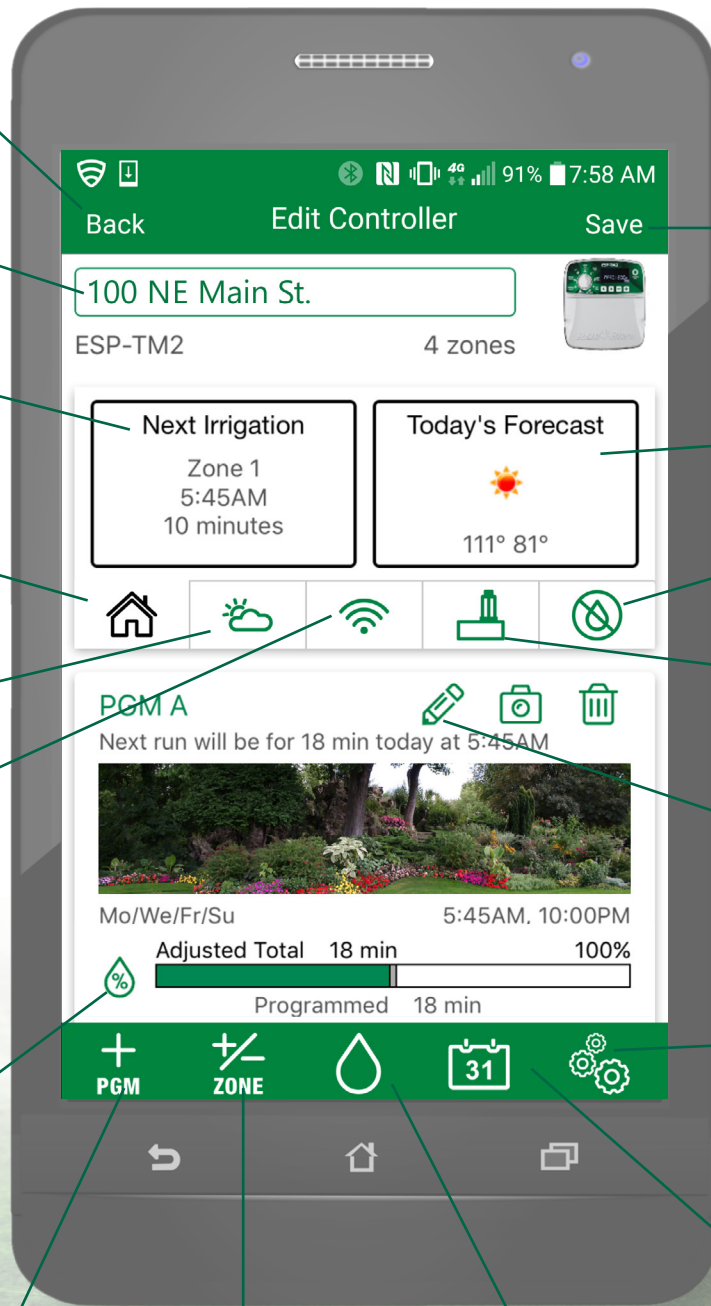 4G 91% 7:58 AM
Back Edit Controller Save
100 NE Main St.
ESP-TM2 4 zones
Next Irrigation
Zone 1
5:45AM
10 minutes
Today's Forecast
111° 81°
PGM A
Next run will be for 18 min today at 5:45AM
Mo/We/Fr/Su 5:45AM, 10:00PM
Adjusted Total 18 min 100%
%
Programmed 18 min
PGM ZONE 31